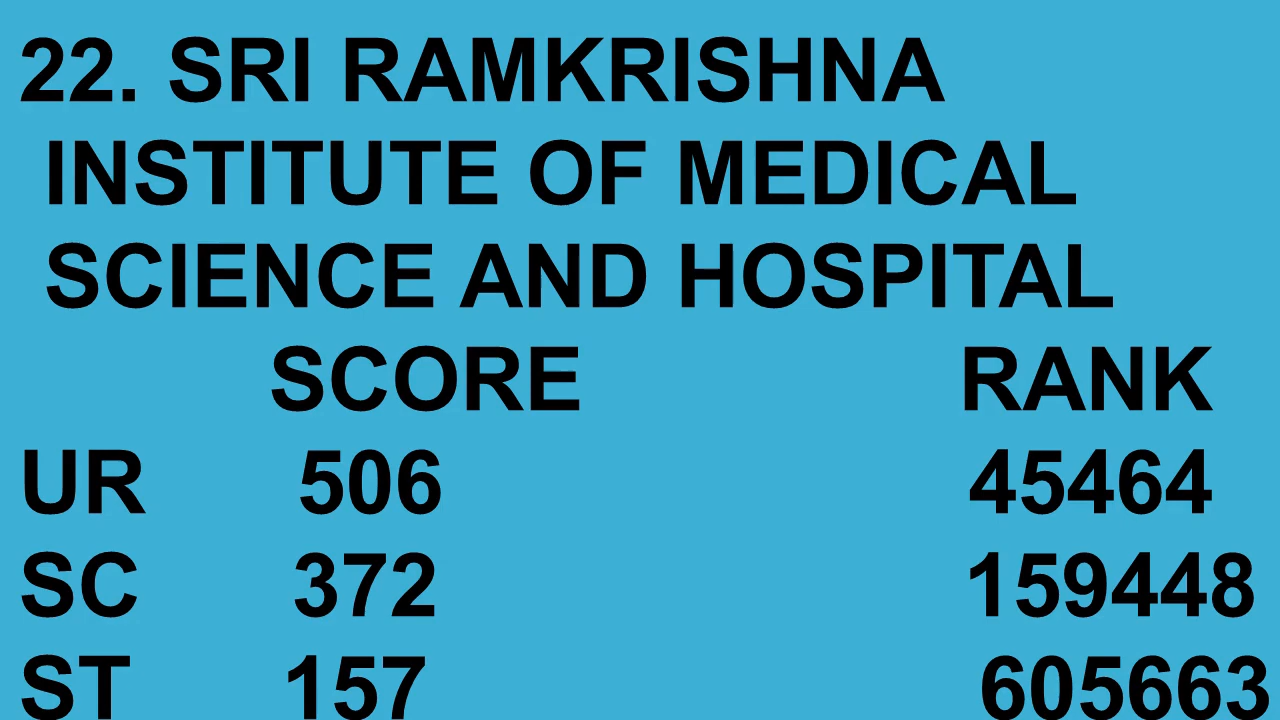 22. SRI RAMKRISHNA
INSTITUTE OF MEDICAL
SCIENCE AND HOSPITAL
SCORE RANK
UR 506 45464
SC 372 159448
ST 157 605663